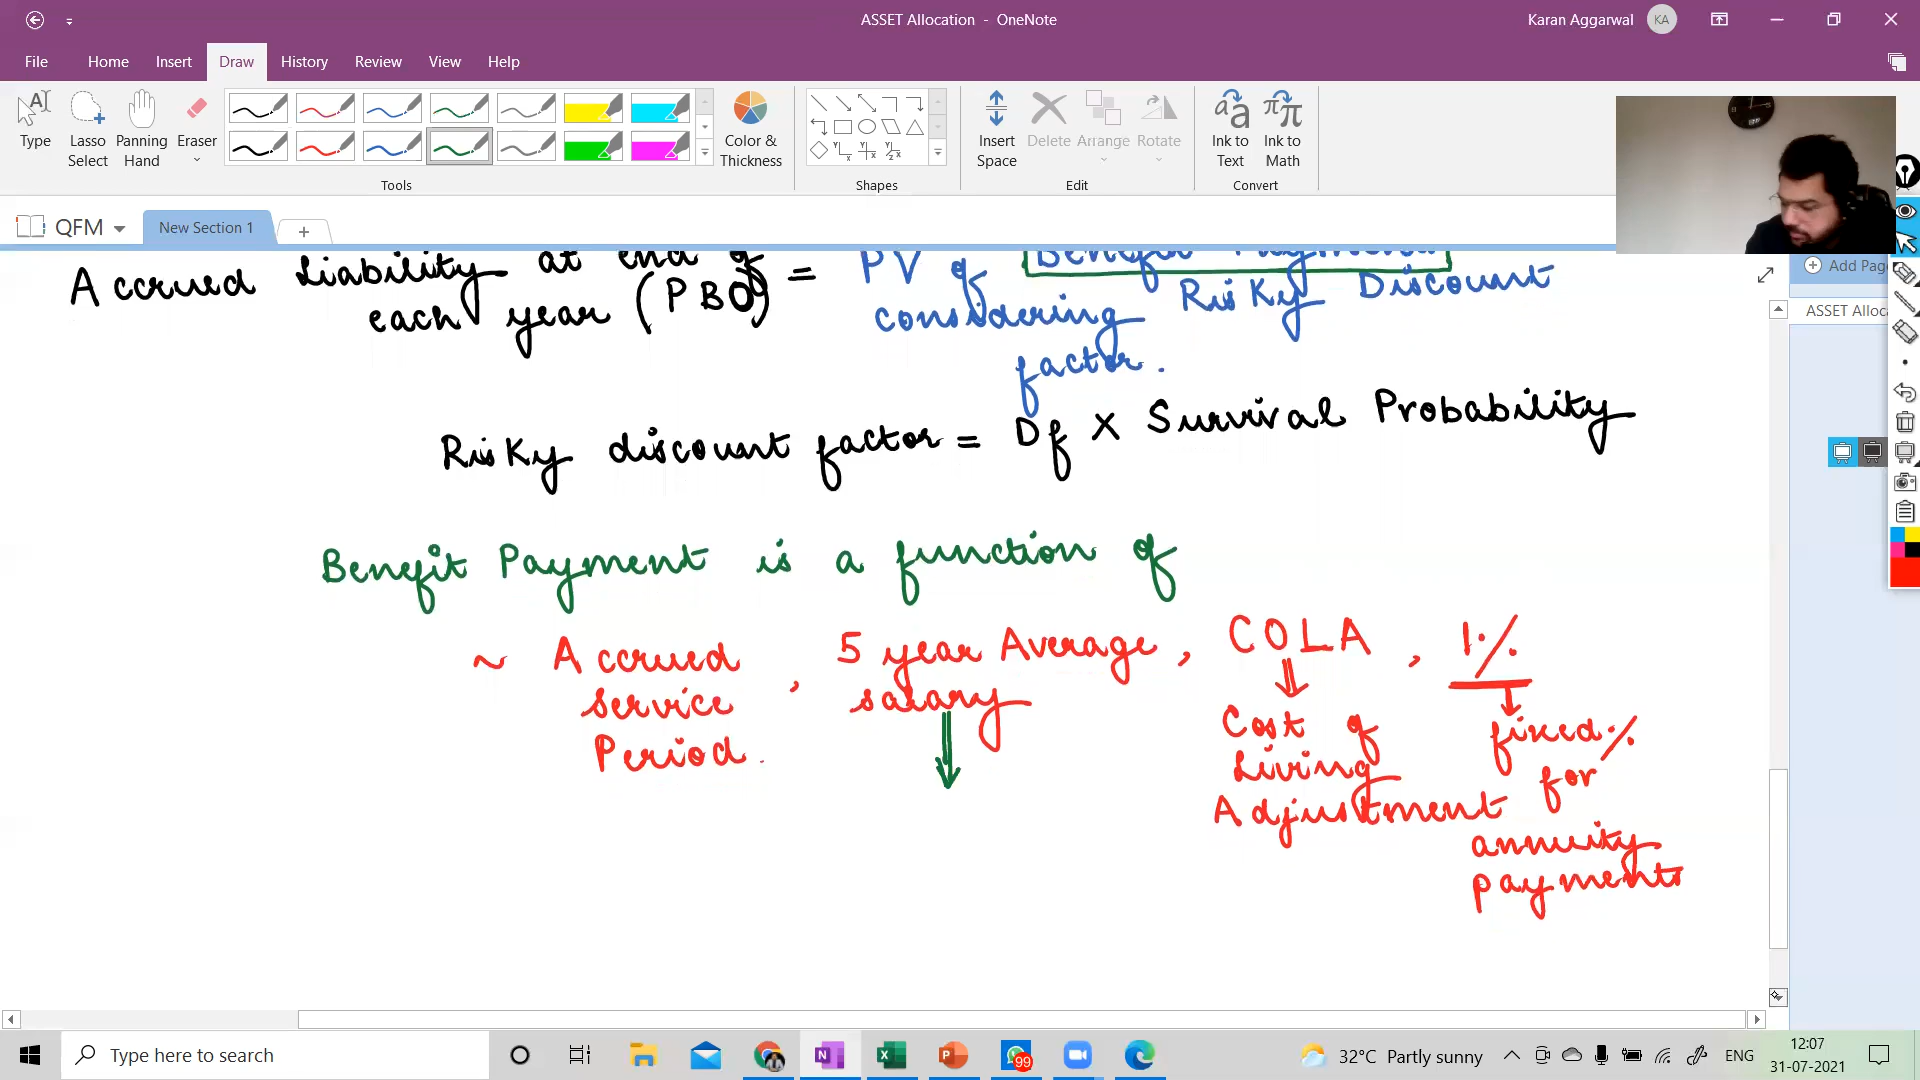 ASSET Allocation - OneNote
Karan Aggarwal KA
File Home Insert Draw History Review View Help
Type
Lasso Select
Panning Hand
Eraser
Color & Thickness
Insert Space
Delete
Arrange
Rotate
Ink to Text
Ink to Math
Tools
Shapes
Edit
Convert
QFM
New Section 1
Add Page
ASSET Alloc
Accrued Liability at end of
each year (PBO) =
PV of Benefit Payment
considering Risky Discount
factor.
Risky discount factor = Df X Survival Probability
Benefit Payment is a function of
~ Accrued Service Period. , 5 year Average salary , COLA , 1%
Cost of
Living
Adjustment
fixed %
for
annuity
payments
Type here to search
99
32°C Partly sunny
ENG
12:07
31-07-2021